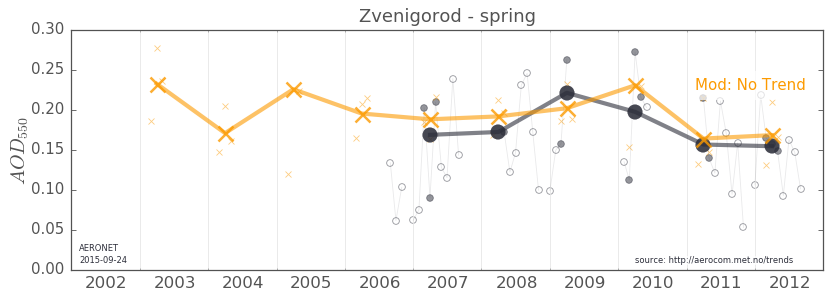 Zvenigorod - spring
0.30
0.25
0.20
0.15
0.10
0.05
0.00
AOD550
Mod: No Trend
AERONET
2015-09-24
source: http://aerocom.met.no/trends
2002 2003 2004 2005 2006 2007 2008 2009 2010 2011 2012